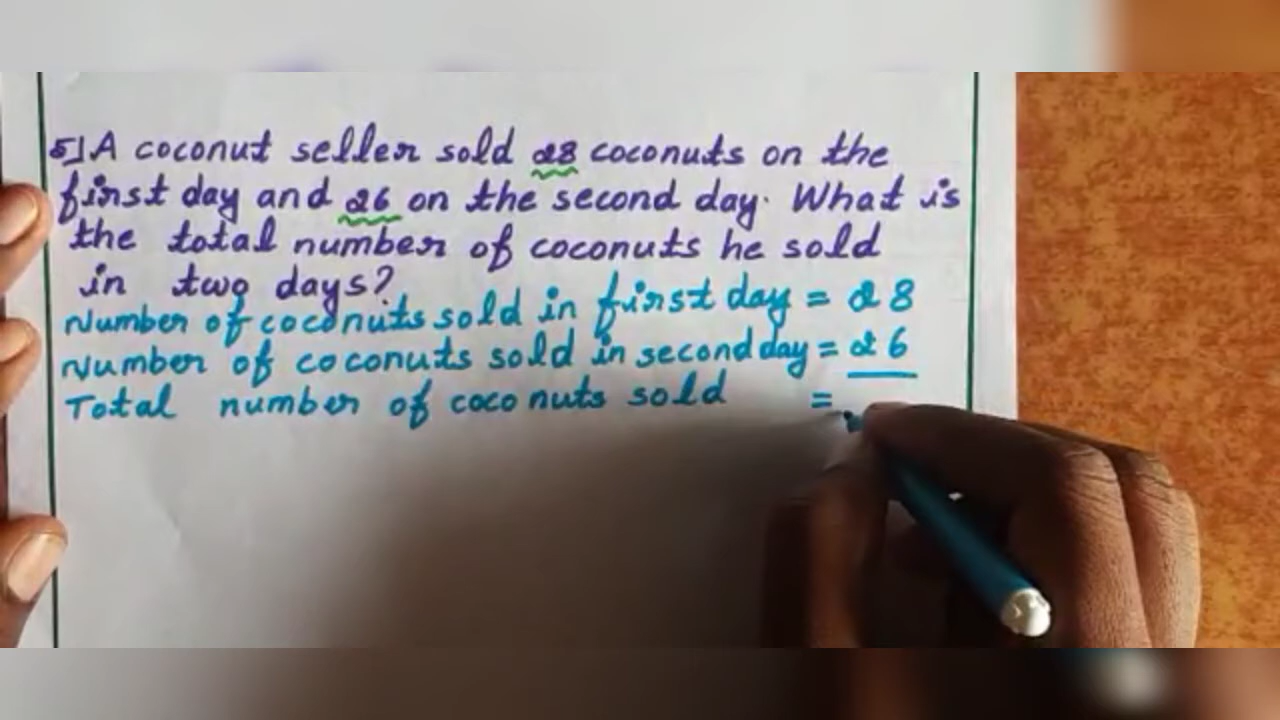 5] A coconut seller sold 28 coconuts on the
first day and 26 on the second day. What is
the total number of coconuts he sold
in two days?
Number of coconuts sold in first day = 28
Number of coconuts sold in second day = 26
Total number of coconuts sold =